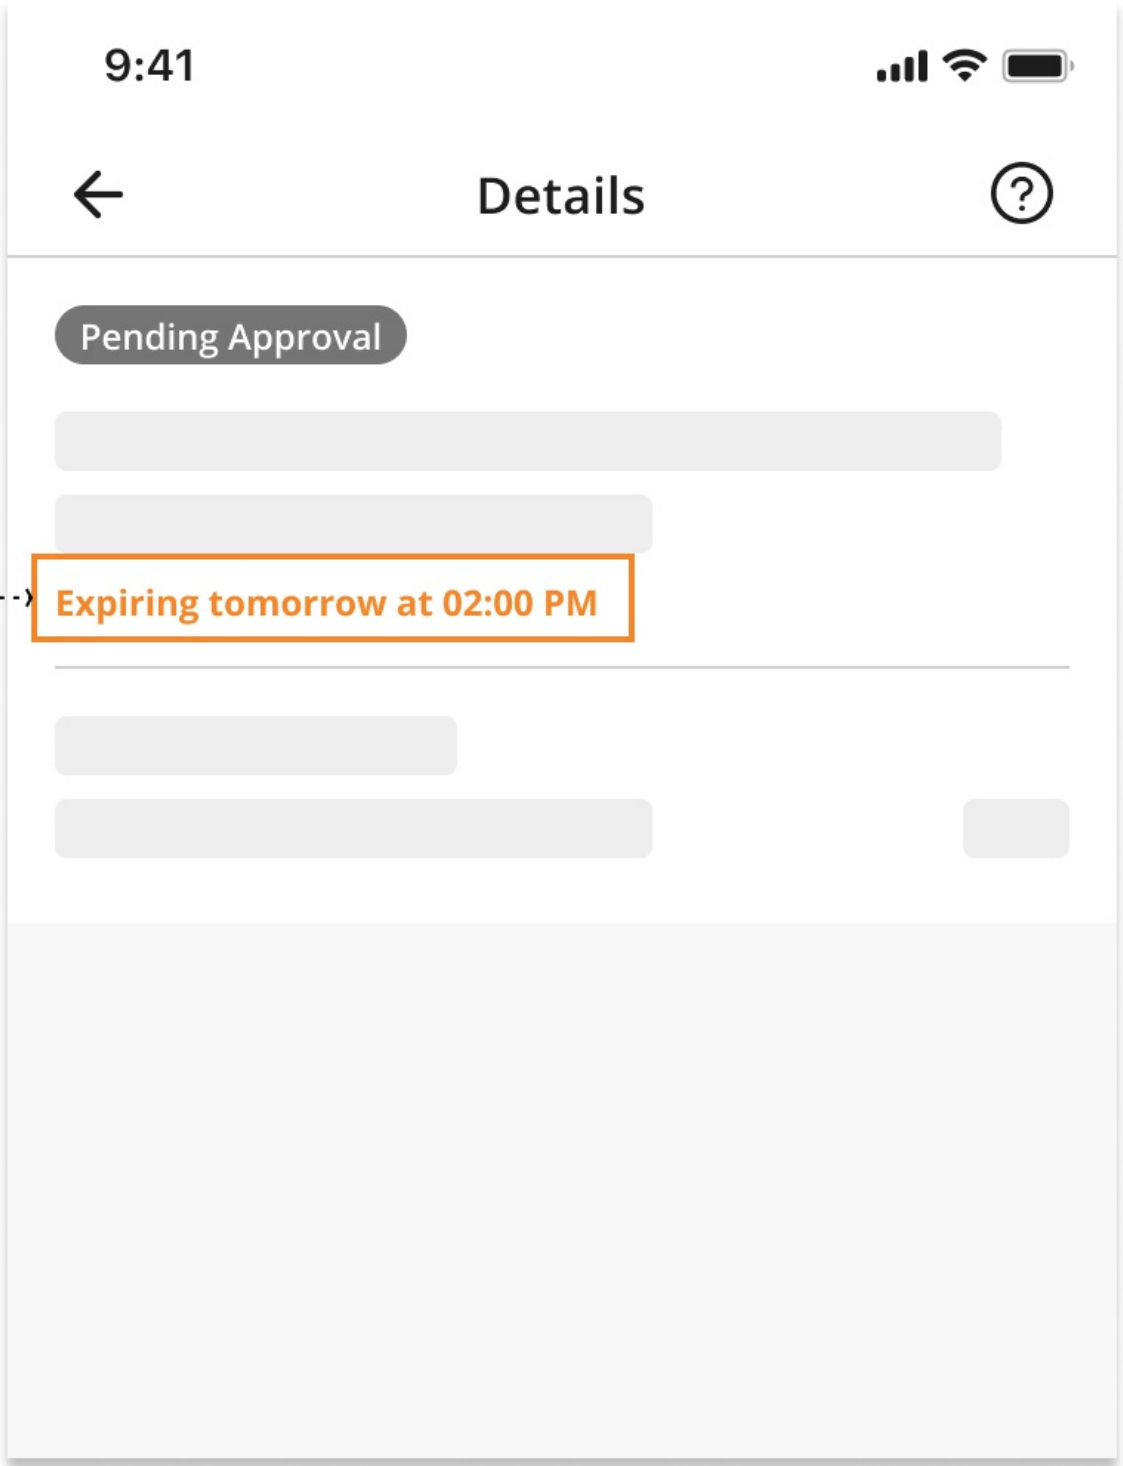 9:41
Details
?
Pending Approval
Expiring tomorrow at 02:00 PM